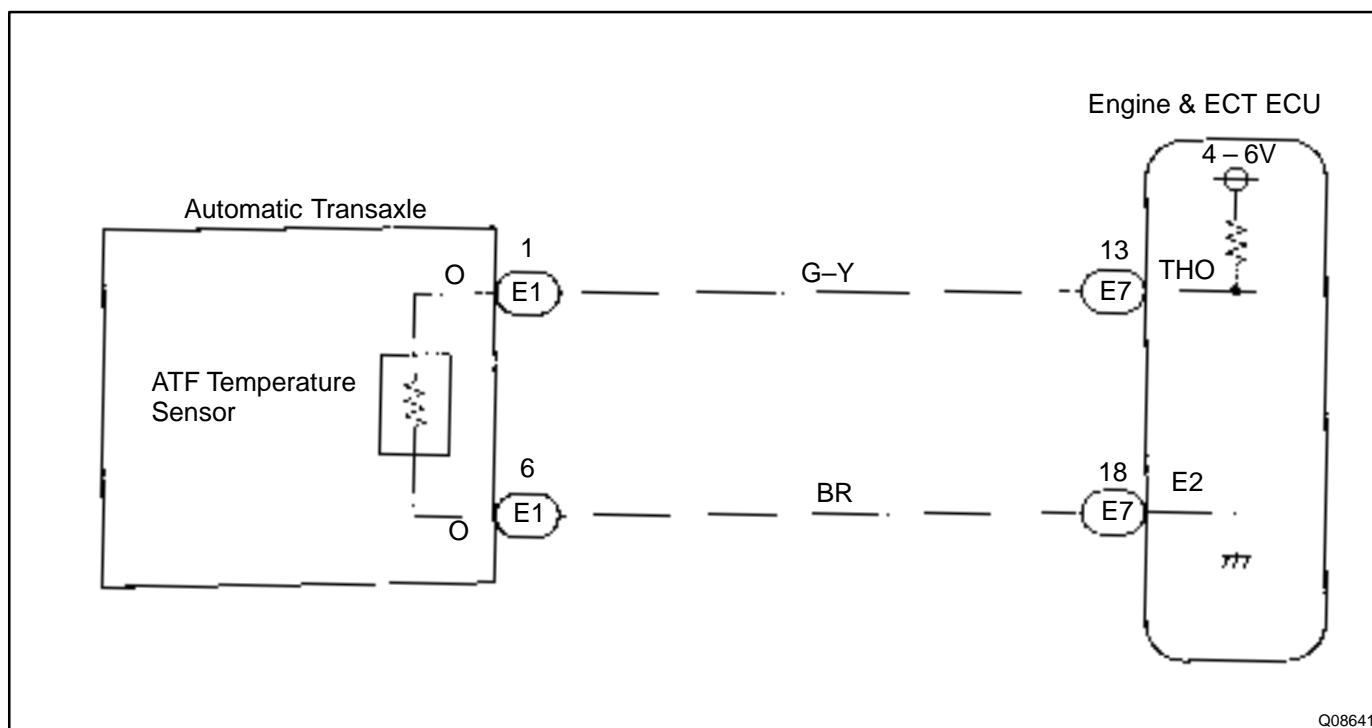 Engine & ECT ECU
4 – 6V
Automatic Transaxle
1
13
O
G–Y
THO
E1
E7
ATF Temperature
Sensor
6
18
BR
E2
O
E1
E7
Q08641